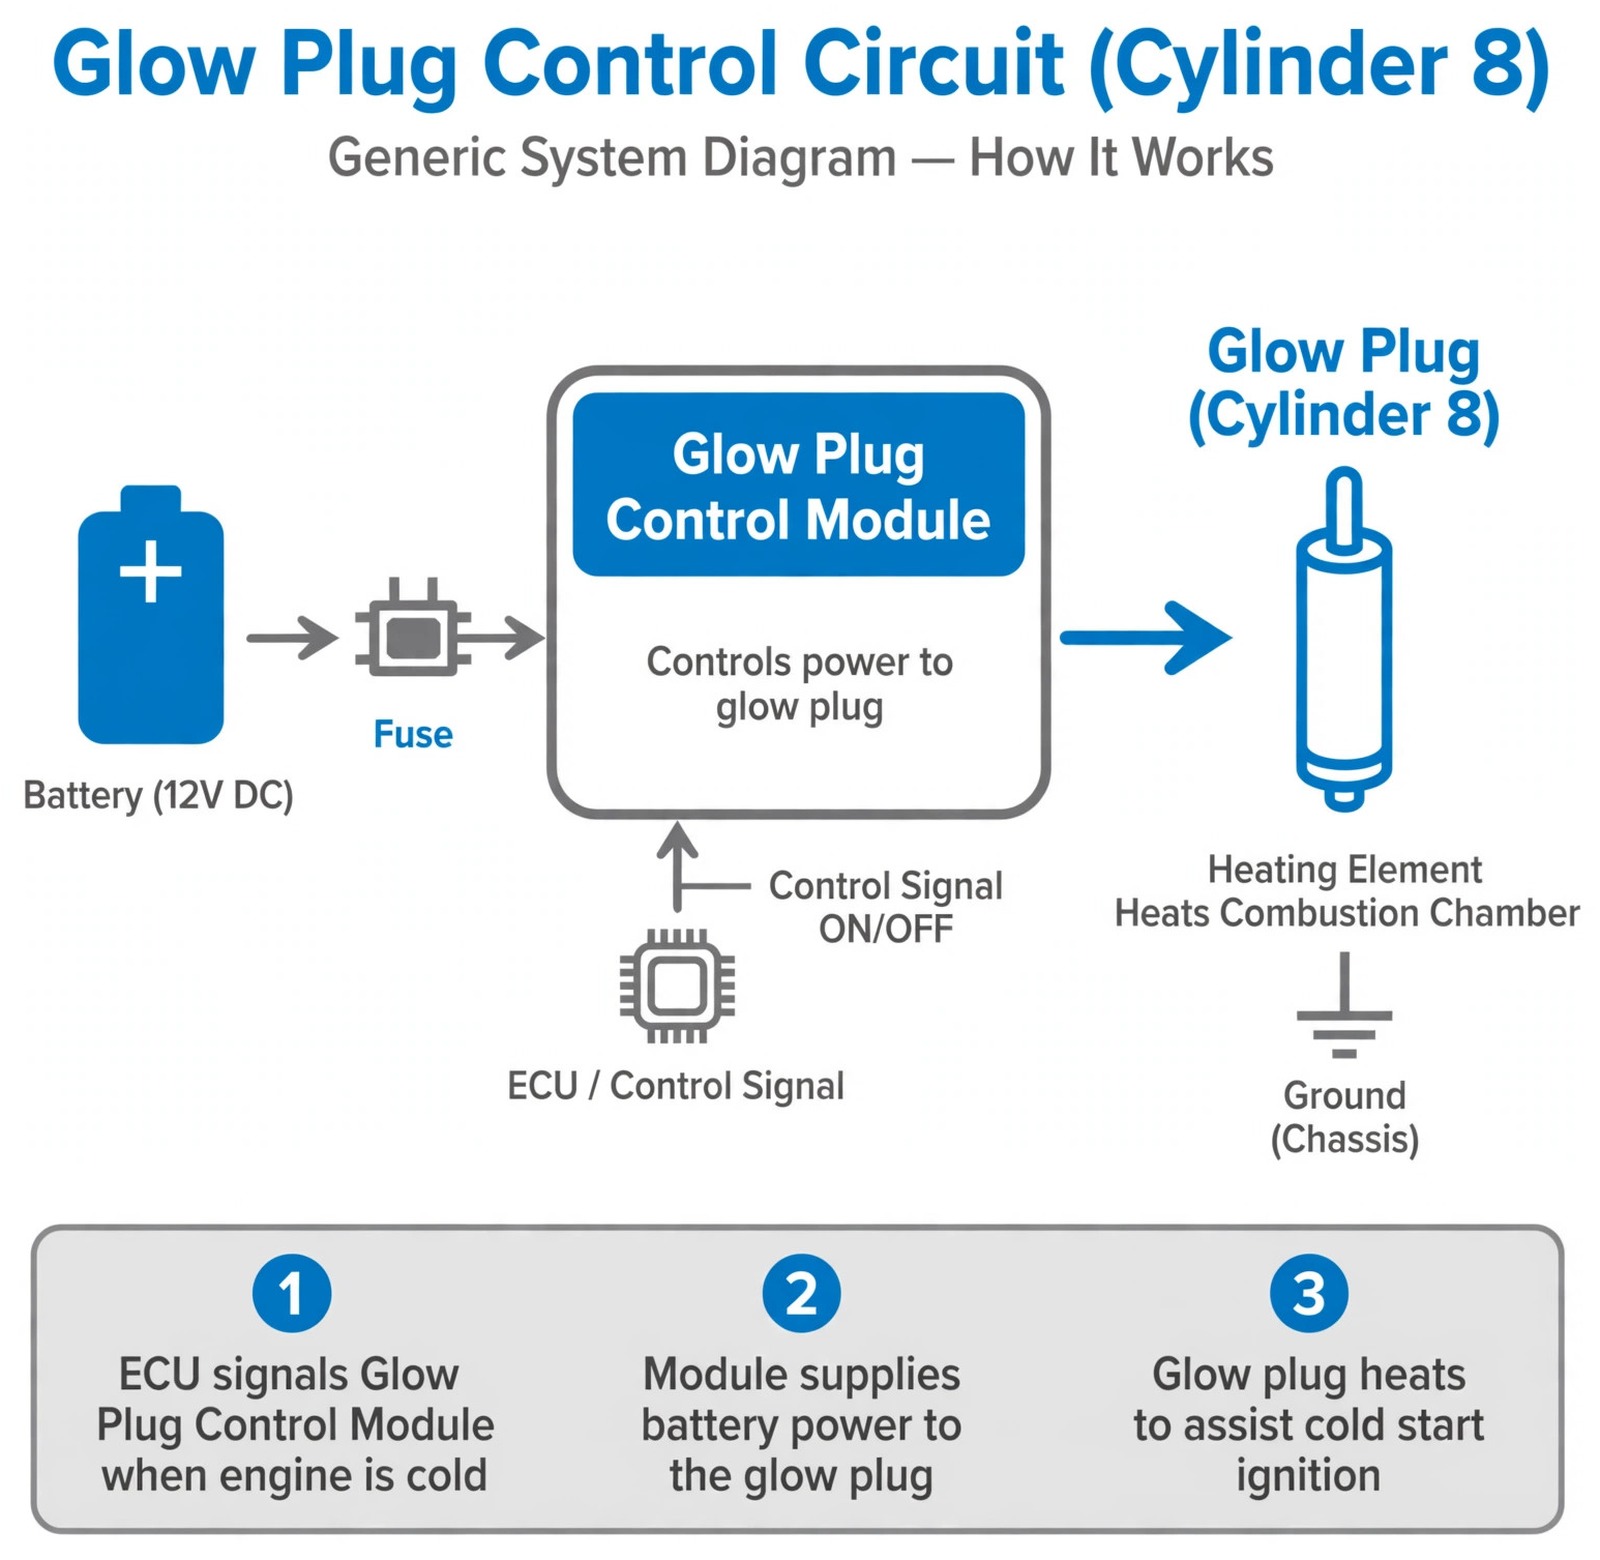 Glow Plug Control Circuit (Cylinder 8)
Generic System Diagram — How It Works
Glow Plug
(Cylinder 8)
Glow Plug
Control Module
Controls power to
glow plug
Fuse
Battery (12V DC)
Control Signal
ON/OFF
ECU / Control Signal
Heating Element
Heats Combustion Chamber
Ground
(Chassis)
1
ECU signals Glow
Plug Control Module
when engine is cold
2
Module supplies
battery power to
the glow plug
3
Glow plug heats
to assist cold start
ignition